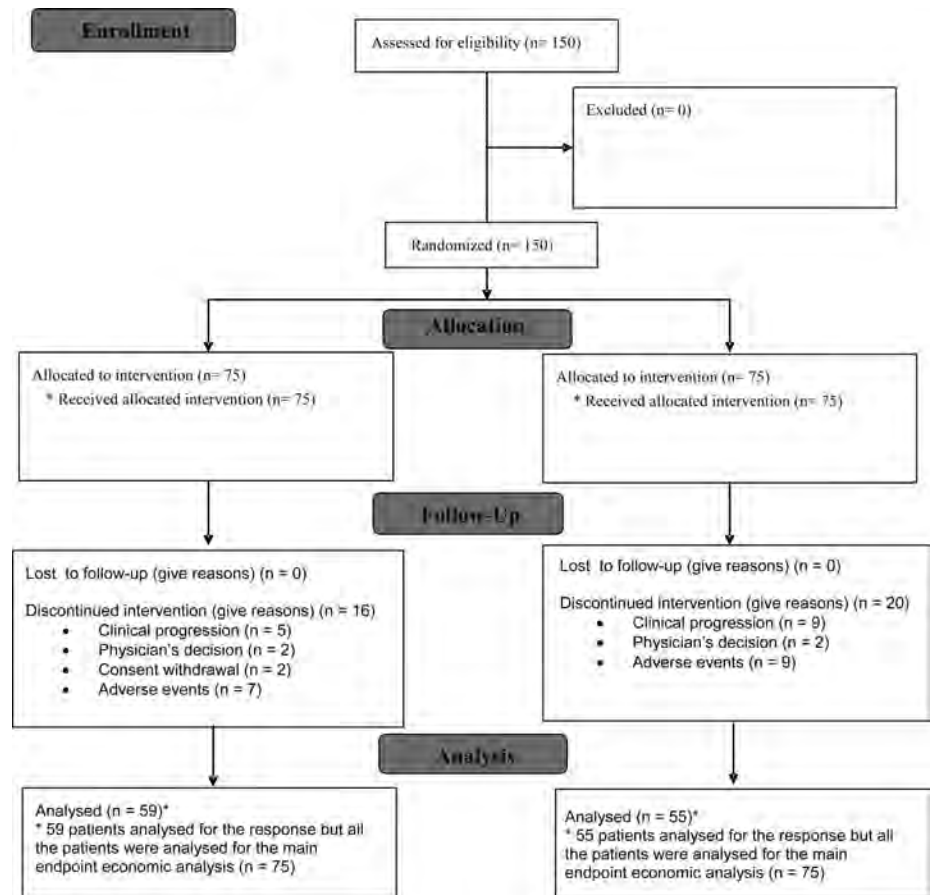 Enrollment
Assessed for eligibility (n= 150)
Excluded (n= 0)
Randomized (n= 150)
Allocation
Allocated to intervention (n= 75)
* Received allocated intervention (n= 75)
Allocated to intervention (n= 75)
* Received allocated intervention (n= 75)
Follow-Up
Lost to follow-up (give reasons) (n = 0)
Discontinued intervention (give reasons) (n = 16)
• Clinical progression (n = 5)
• Physician's decision (n = 2)
• Consent withdrawal (n = 2)
• Adverse events (n = 7)
Lost to follow-up (give reasons) (n = 0)
Discontinued intervention (give reasons) (n = 20)
• Clinical progression (n = 9)
• Physician's decision (n = 2)
• Adverse events (n = 9)
Analysis
Analysed (n = 59)*
* 59 patients analysed for the response but all
the patients were analysed for the main
endpoint economic analysis (n = 75)
Analysed (n = 55)*
* 55 patients analysed for the response but all
the patients were analysed for the main
endpoint economic analysis (n = 75)